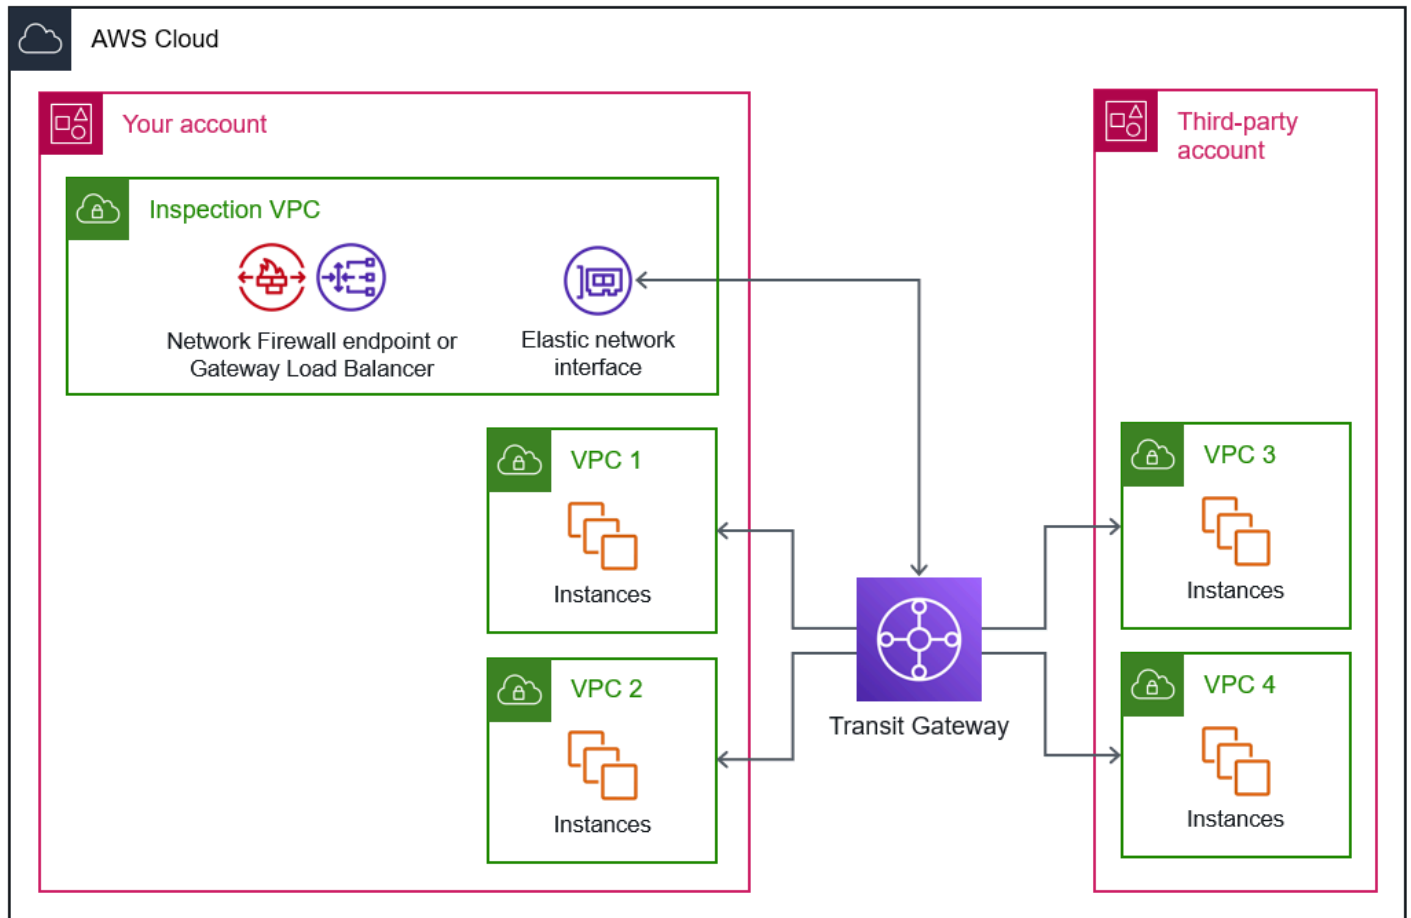 AWS Cloud
Your account
Third-party
account
Inspection VPC
Network Firewall endpoint or
Gateway Load Balancer
Elastic network
interface
VPC 1
Instances
VPC 2
Instances
Transit Gateway
VPC 3
Instances
VPC 4
Instances